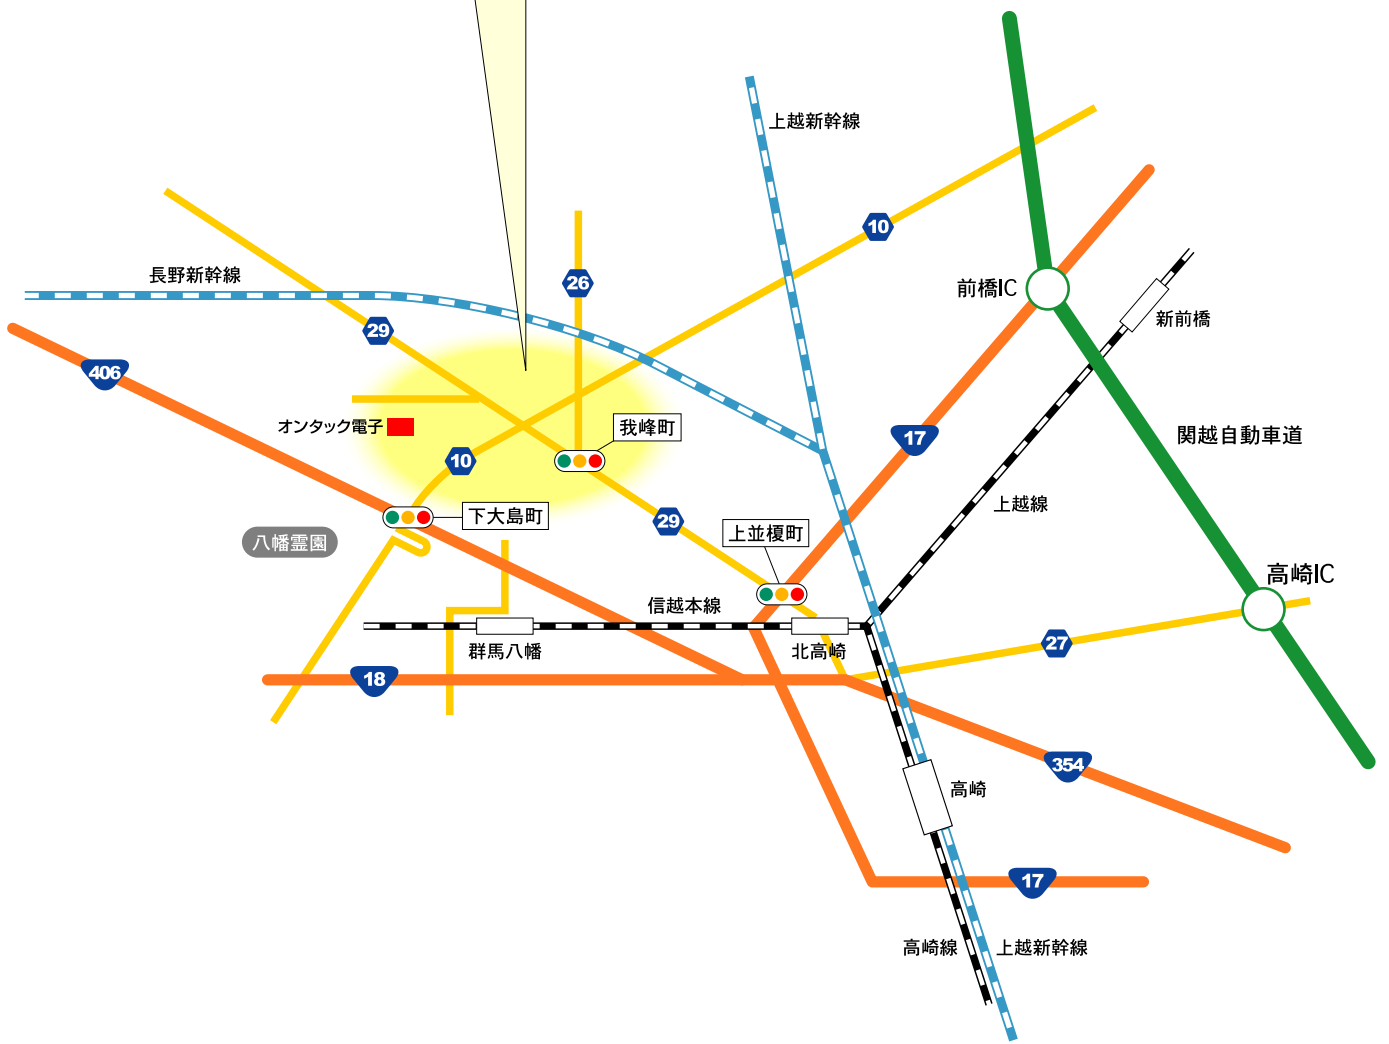 上越新幹線
10
長野新幹線
26
前橋IC
新前橋
29
406
オンタック電子
我峰町
17
関越自動車道
10
上越線
下大島町
29
上並榎町
八幡霊園
高崎IC
信越本線
群馬八幡
北高崎
27
18
354
高崎
17
高崎線
上越新幹線